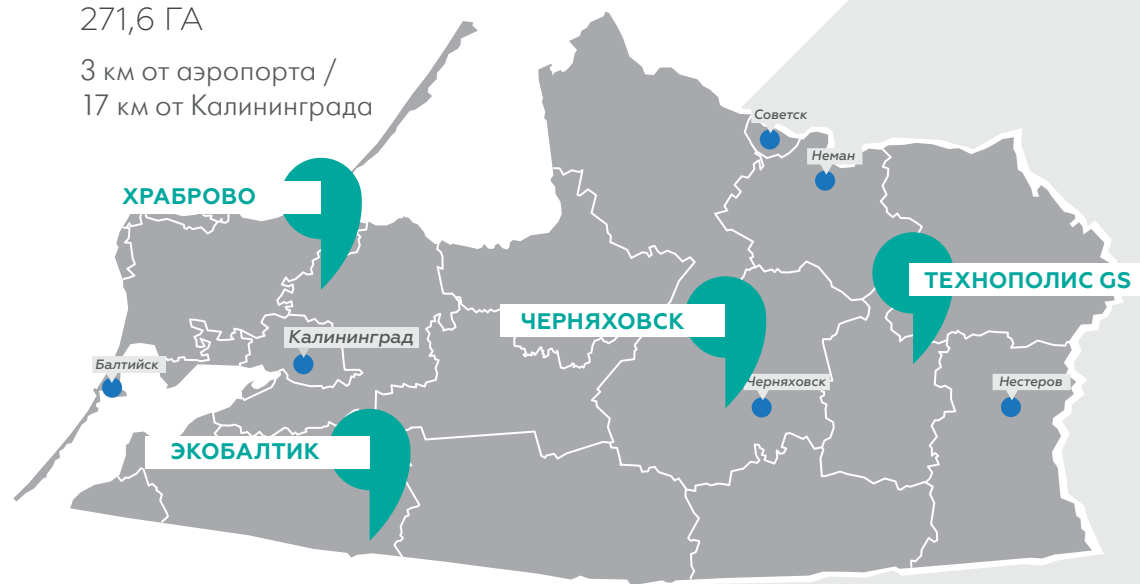 271,6 ГА
3 км от аэропорта /
17 км от Калининграда
Советск
Неман
ХРАБРОВО
ТЕХНОПОЛИС GS
ЧЕРНЯХОВСК
Калининград
Балтийск
Черняховск
Нестеров
ЭКОБАЛТИК